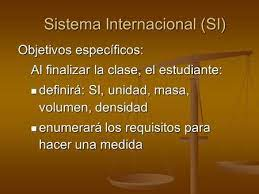 Sistema Internacional (SI)
Objetivos específicos:
Al finalizar la clase, el estudiante:
definirá: SI, unidad, masa,
volumen, densidad
enumerará los requisitos para
hacer una medida